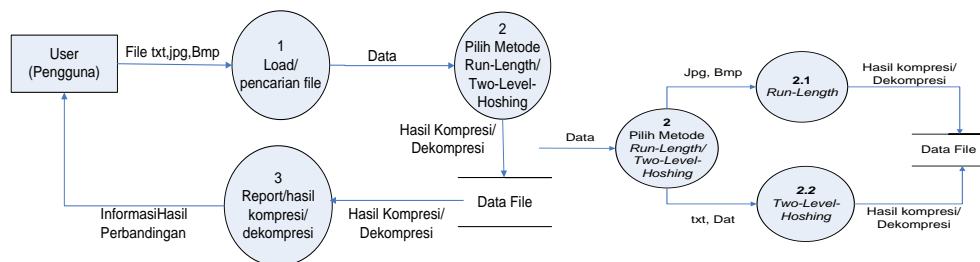 User
(Pengguna)
File txt,jpg,Bmp
1
Load/
pencarian file
Data
2
Pilih Metode
Run-Length/
Two-Level-
Hoshing
Hasil Kompresi/
Dekompresi
Data File
Hasil Kompresi/
Dekompresi
3
Report/hasil
kompresi/
dekompresi
InformasiHasil
Perbandingan
Data
2
Pilih Metode
Run-Length/
Two-Level-
Hoshing
Jpg, Bmp
2.1
Run-Length
Hasil kompresi/
Dekompresi
Data File
txt, Dat
2.2
Two-Level-
Hoshing
Hasil kompresi/
Dekompresi